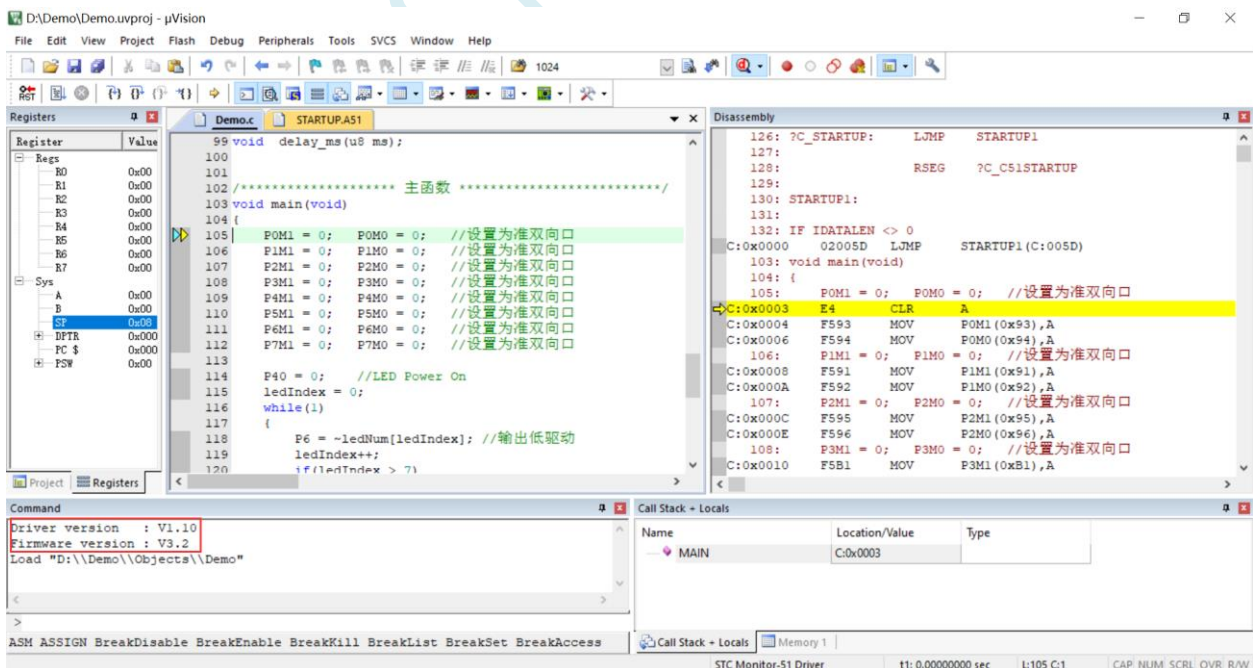 D:\Demo\Demo.uvproj - µVision
File Edit View Project Flash Debug Peripherals Tools SVCS Window Help
1024
RST
Registers
Register Value
Regs
R0 0x00
R1 0x00
R2 0x00
R3 0x00
R4 0x00
R5 0x00
R6 0x00
R7 0x00
Sys
A 0x00
B 0x00
SP 0x08
DPTR 0x000
PC $ 0x000
PSW 0x00
Project Registers
Demo.c STARTUP.A51
99 void delay_ms(u8 ms);
100
101
102 /******************** 主函数 **************************/
103 void main(void)
104 {
105 P0M1 = 0; P0M0 = 0; //设置为准双向口
106 P1M1 = 0; P1M0 = 0; //设置为准双向口
107 P2M1 = 0; P2M0 = 0; //设置为准双向口
108 P3M1 = 0; P3M0 = 0; //设置为准双向口
109 P4M1 = 0; P4M0 = 0; //设置为准双向口
110 P5M1 = 0; P5M0 = 0; //设置为准双向口
111 P6M1 = 0; P6M0 = 0; //设置为准双向口
112 P7M1 = 0; P7M0 = 0; //设置为准双向口
113
114 P40 = 0; //LED Power On
115 ledIndex = 0;
116 while(1)
117 {
118 P6 = ~ledNum[ledIndex]; //输出低驱动
119 ledIndex++;
120 if(ledIndex > 7)
Disassembly
126: ?C_STARTUP: LJMP STARTUP1
127:
128: RSEG ?C_C51STARTUP
129:
130: STARTUP1:
131:
132: IF IDATALEN <> 0
C:0x0000 02005D LJMP STARTUP1(C:005D)
103: void main(void)
104: {
105: P0M1 = 0; P0M0 = 0; //设置为准双向口
C:0x0003 E4 CLR A
C:0x0004 F593 MOV P0M1(0x93),A
C:0x0006 F594 MOV P0M0(0x94),A
106: P1M1 = 0; P1M0 = 0; //设置为准双向口
C:0x0008 F591 MOV P1M1(0x91),A
C:0x000A F592 MOV P1M0(0x92),A
107: P2M1 = 0; P2M0 = 0; //设置为准双向口
C:0x000C F595 MOV P2M1(0x95),A
C:0x000E F596 MOV P2M0(0x96),A
108: P3M1 = 0; P3M0 = 0; //设置为准双向口
C:0x0010 F5B1 MOV P3M1(0xB1),A
Command
Driver version : V1.10
Firmware version : V3.2
Load "D:\\Demo\\Objects\\Demo"
>
ASM ASSIGN BreakDisable BreakEnable BreakKill BreakList BreakSet BreakAccess
Call Stack + Locals
Name Location/Value Type
MAIN C:0x0003
Call Stack + Locals Memory 1
STC Monitor-51 Driver t1: 0.00000000 sec L:105 C:1 CAP NUM SCRL OVR R/W